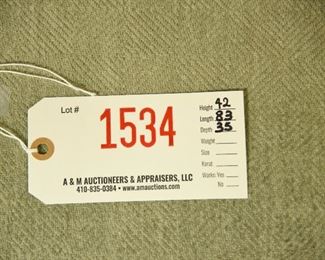 Lot #
1534
Height 42
Length 83
Depth 35
Weight
Size
Karat
Works: Yes
No
A & M AUCTIONEERS & APPRAISERS, LLC
410-835-0384 • www.amauctions.com